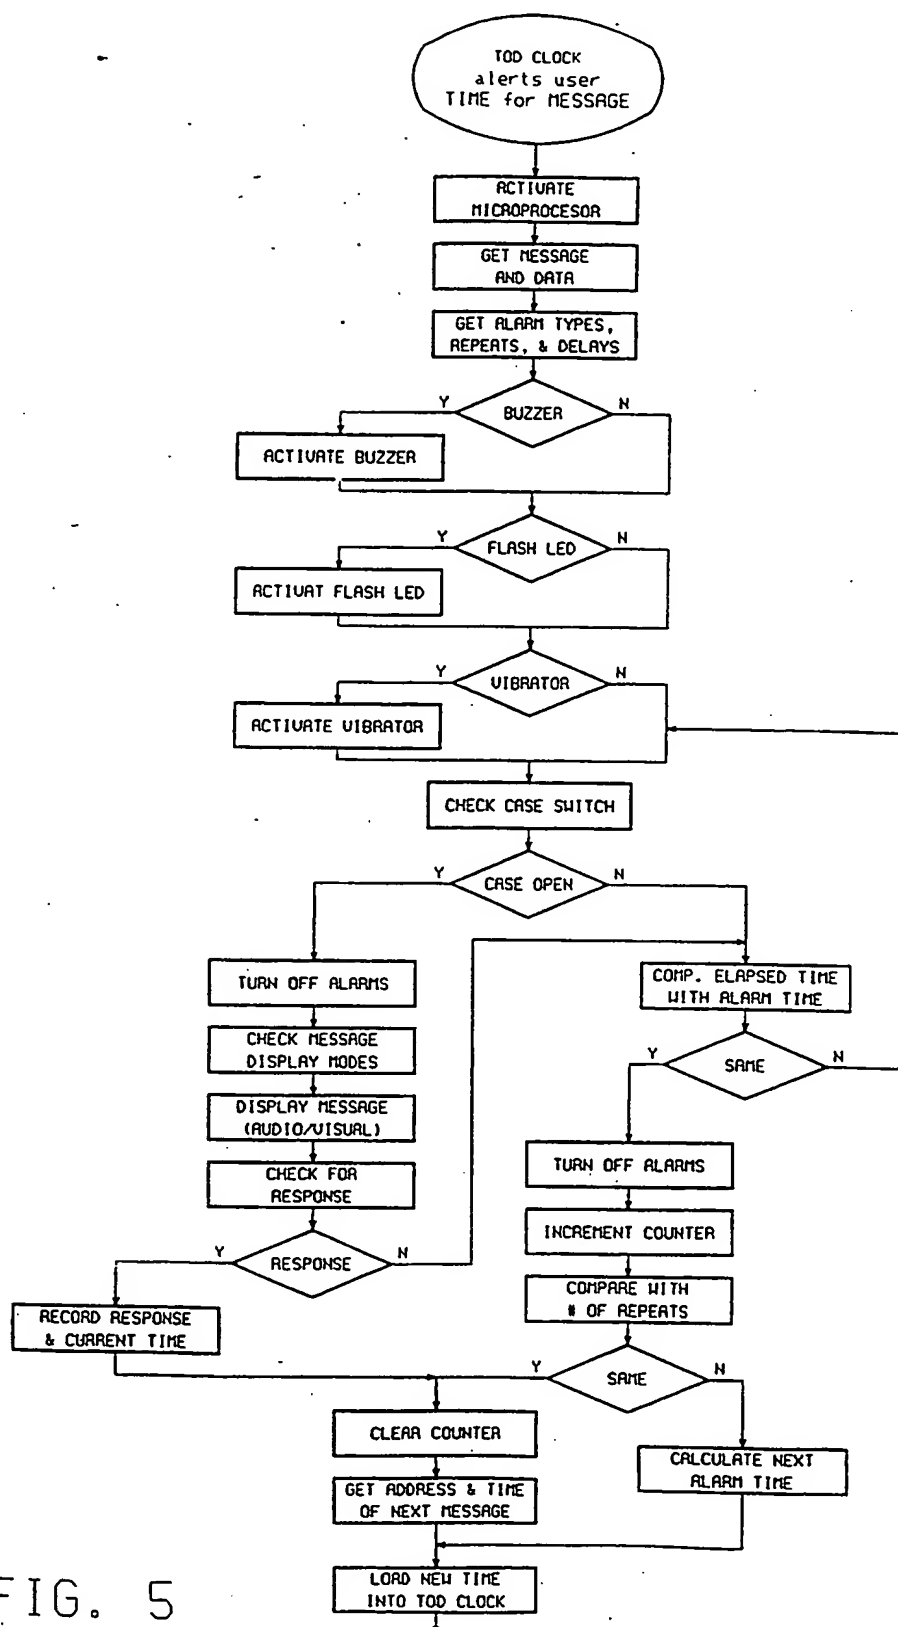 TOD CLOCK
alerts user
TIME for MESSAGE
ACTIVATE
MICROPROCESOR
GET MESSAGE
AND DATA
GET ALARM TYPES,
REPEATS, & DELAYS
Y
BUZZER
N
ACTIVATE BUZZER
Y
FLASH LED
N
ACTIVAT FLASH LED
Y
VIBRATOR
N
ACTIVATE VIBRATOR
CHECK CASE SWITCH
Y
CASE OPEN
N
TURN OFF ALARMS
COMP. ELAPSED TIME
WITH ALARM TIME
CHECK MESSAGE
DISPLAY MODES
Y
SAME
N
DISPLAY MESSAGE
(AUDIO/VISUAL)
TURN OFF ALARMS
CHECK FOR
RESPONSE
INCREMENT COUNTER
Y
RESPONSE
N
COMPARE WITH
# OF REPEATS
RECORD RESPONSE
& CURRENT TIME
Y
SAME
N
CLEAR COUNTER
CALCULATE NEXT
ALARM TIME
GET ADDRESS & TIME
OF NEXT MESSAGE
LOAD NEW TIME
INTO TOD CLOCK
FIG. 5